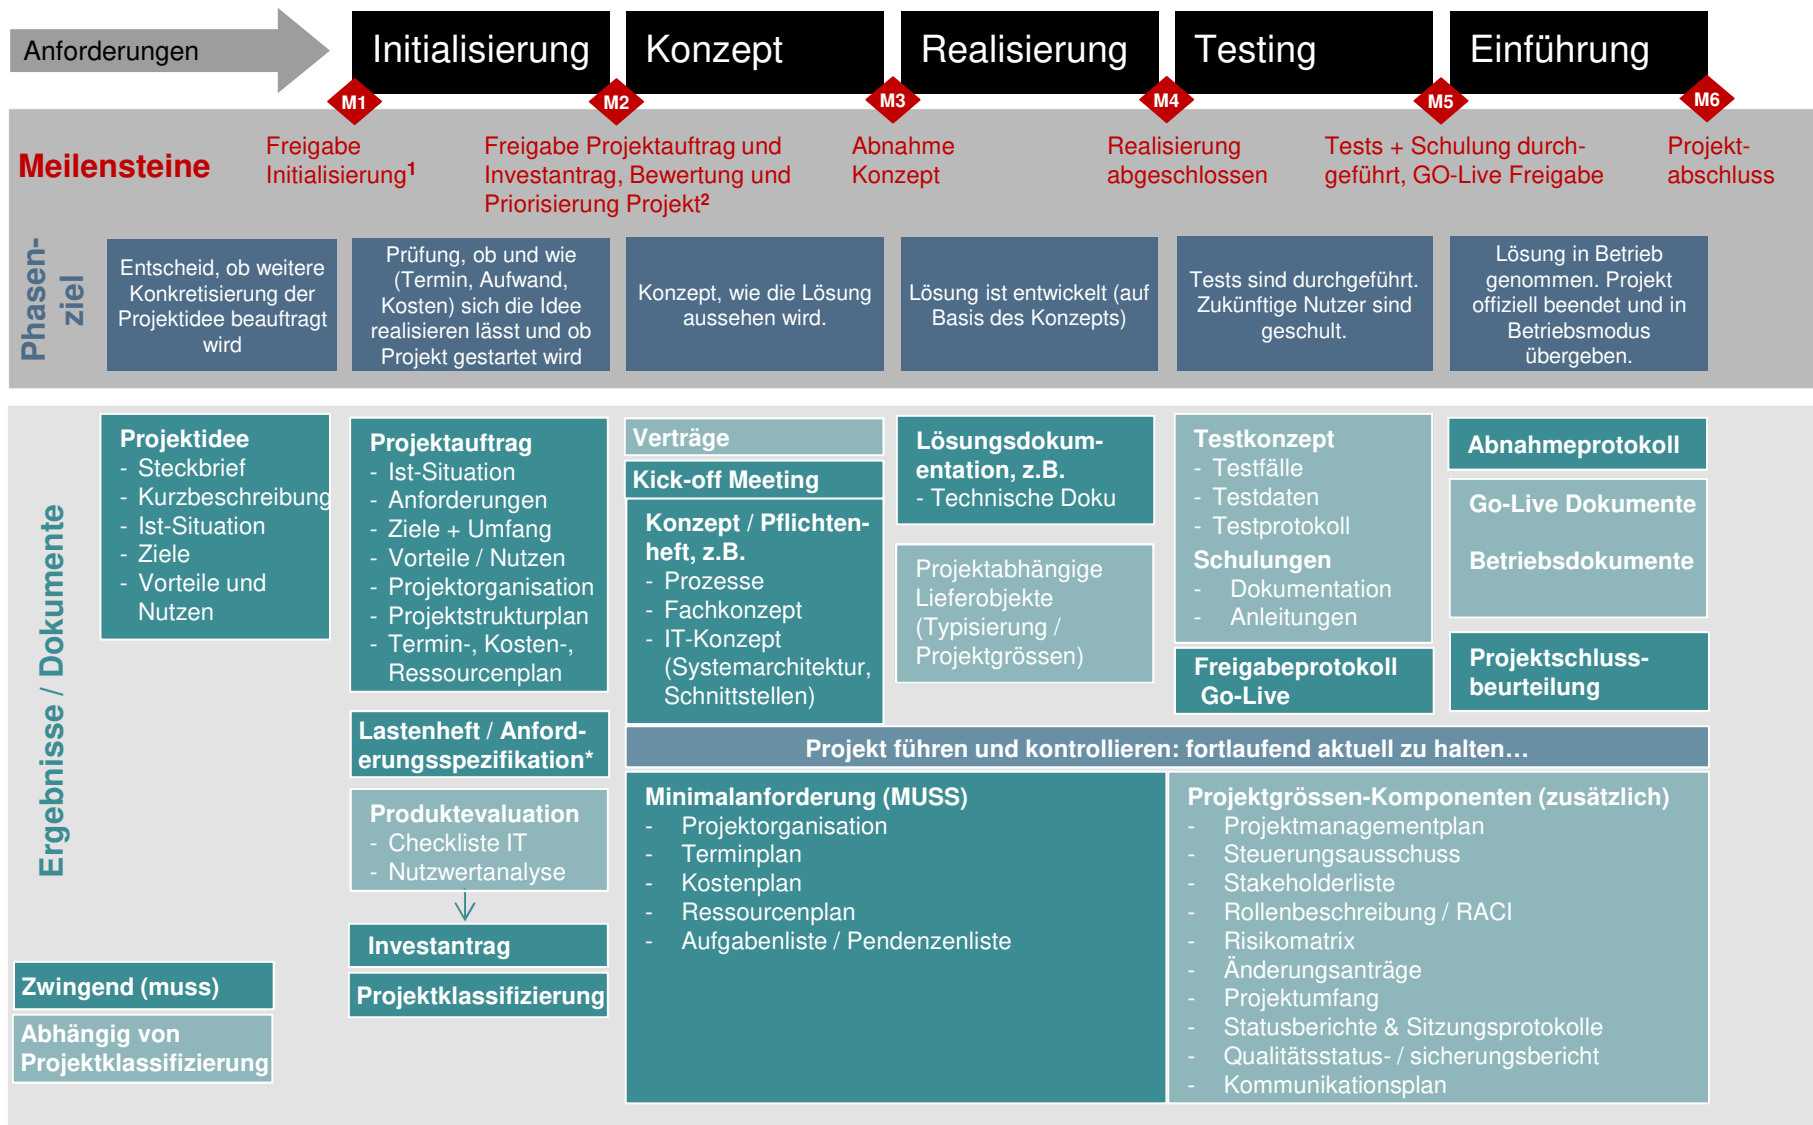 Anforderungen
Initialisierung
Konzept
Realisierung
Testing
Einführung
M1
M2
M3
M4
M5
M6
Meilensteine
Freigabe
Initialisierung¹
Freigabe Projektauftrag und
Investantrag, Bewertung und
Priorisierung Projekt²
Abnahme
Konzept
Realisierung
abgeschlossen
Tests + Schulung durch-
geführt, GO-Live Freigabe
Projekt-
abschluss
Phasen-
ziel
Entscheid, ob weitere
Konkretisierung der
Projektidee beauftragt
wird
Prüfung, ob und wie
(Termin, Aufwand,
Kosten) sich die Idee
realisieren lässt und ob
Projekt gestartet wird
Konzept, wie die Lösung
aussehen wird.
Lösung ist entwickelt (auf
Basis des Konzepts)
Tests sind durchgeführt.
Zukünftige Nutzer sind
geschult.
Lösung in Betrieb
genommen. Projekt
offiziell beendet und in
Betriebsmodus
übergeben.
Ergebnisse / Dokumente
Projektidee
- Steckbrief
- Kurzbeschreibung
- Ist-Situation
- Ziele
- Vorteile und
Nutzen
Projektauftrag
- Ist-Situation
- Anforderungen
- Ziele + Umfang
- Vorteile / Nutzen
- Projektorganisation
- Projektstrukturplan
- Termin-, Kosten-,
Ressourcenplan
Lastenheft / Anford-
erungsspezifikation*
Produktevaluation
- Checkliste IT
- Nutzwertanalyse
Investantrag
Projektklassifizierung
Verträge
Kick-off Meeting
Konzept / Pflichten-
heft, z.B.
- Prozesse
- Fachkonzept
- IT-Konzept
(Systemarchitektur,
Schnittstellen)
Lösungsdokum-
entation, z.B.
- Technische Doku
Projektabhängige
Lieferobjekte
(Typisierung /
Projektgrössen)
Testkonzept
- Testfälle
- Testdaten
- Testprotokoll
Schulungen
- Dokumentation
- Anleitungen
Freigabeprotokoll
Go-Live
Abnahmeprotokoll
Go-Live Dokumente
Betriebsdokumente
Projektschluss-
beurteilung
Projekt führen und kontrollieren: fortlaufend aktuell zu halten…
Minimalanforderung (MUSS)
- Projektorganisation
- Terminplan
- Kostenplan
- Ressourcenplan
- Aufgabenliste / Pendenzenliste
Projektgrössen-Komponenten (zusätzlich)
- Projektmanagementplan
- Steuerungsausschuss
- Stakeholderliste
- Rollenbeschreibung / RACI
- Risikomatrix
- Änderungsanträge
- Projektumfang
- Statusberichte & Sitzungsprotokolle
- Qualitätsstatus- / sicherungsbericht
- Kommunikationsplan
Zwingend (muss)
Abhängig von
Projektklassifizierung